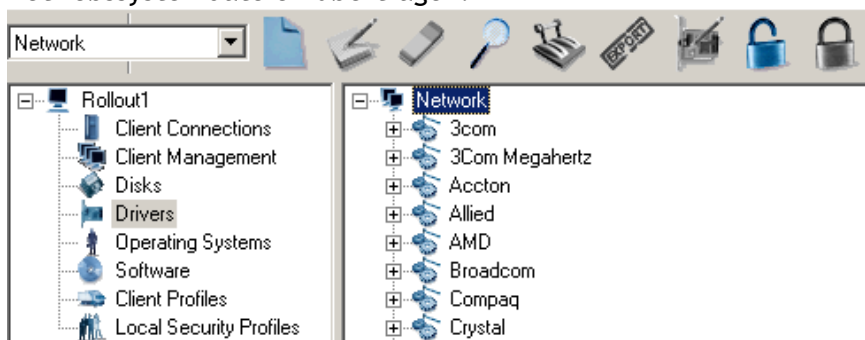 Network
EXPORT
Rollout1
Client Connections
Client Management
Disks
Drivers
Operating Systems
Software
Client Profiles
Local Security Profiles
Network
3com
3Com Megahertz
Accton
Allied
AMD
Broadcom
Compaq
Crystal